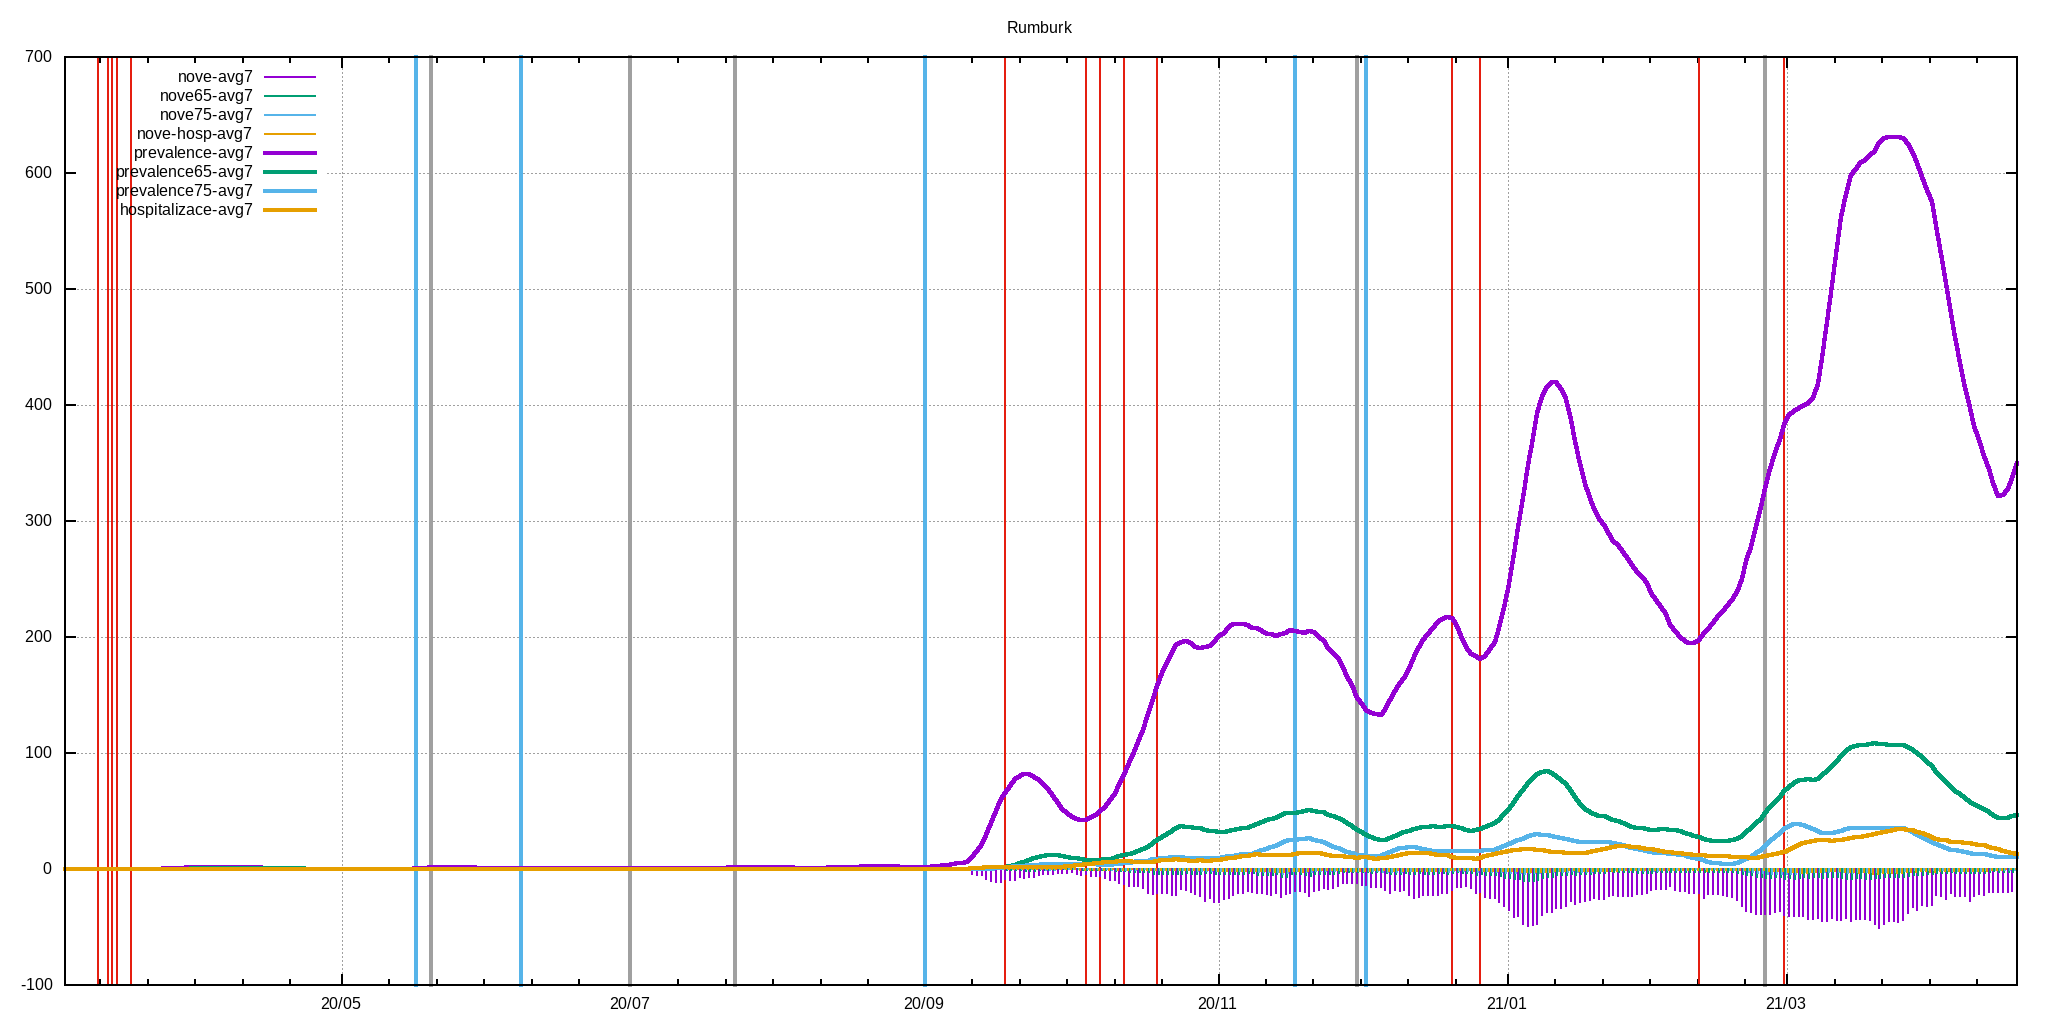 Rumburk
700
600
500
400
300
200
100
0
-100
nove-avg7
nove65-avg7
nove75-avg7
nove-hosp-avg7
prevalence-avg7
prevalence65-avg7
prevalence75-avg7
hospitalizace-avg7
20/05 20/07 20/09 20/11 21/01 21/03